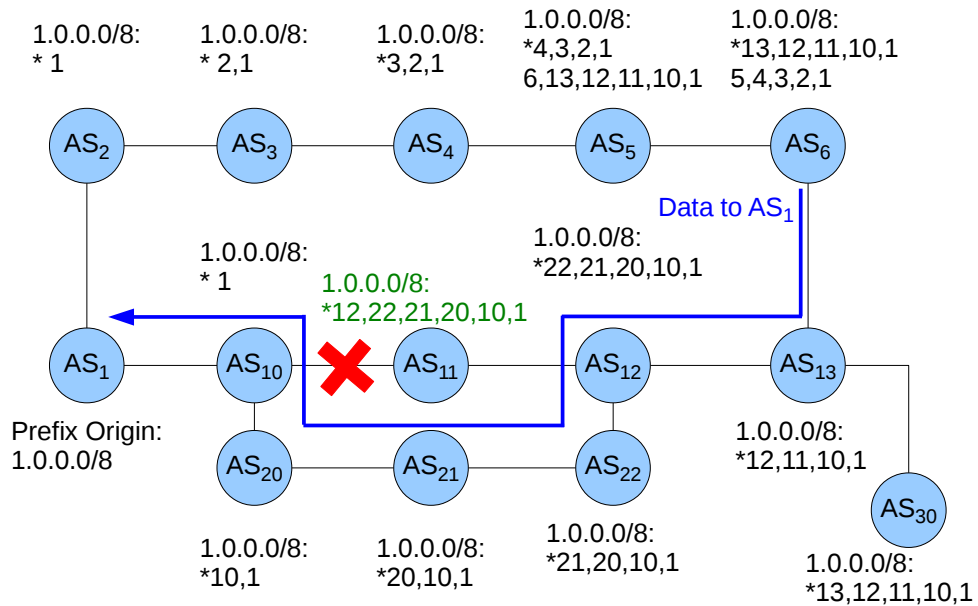 1.0.0.0/8:
* 1
1.0.0.0/8:
* 2,1
1.0.0.0/8:
*3,2,1
1.0.0.0/8:
*4,3,2,1
6,13,12,11,10,1
1.0.0.0/8:
*13,12,11,10,1
5,4,3,2,1
AS2
AS3
AS4
AS5
AS6
Data to AS1
1.0.0.0/8:
* 1
1.0.0.0/8:
*12,22,21,20,10,1
1.0.0.0/8:
*22,21,20,10,1
AS1
AS10
AS11
AS12
AS13
Prefix Origin:
1.0.0.0/8
AS20
AS21
AS22
1.0.0.0/8:
*12,11,10,1
AS30
1.0.0.0/8:
*10,1
1.0.0.0/8:
*20,10,1
1.0.0.0/8:
*21,20,10,1
1.0.0.0/8:
*13,12,11,10,1